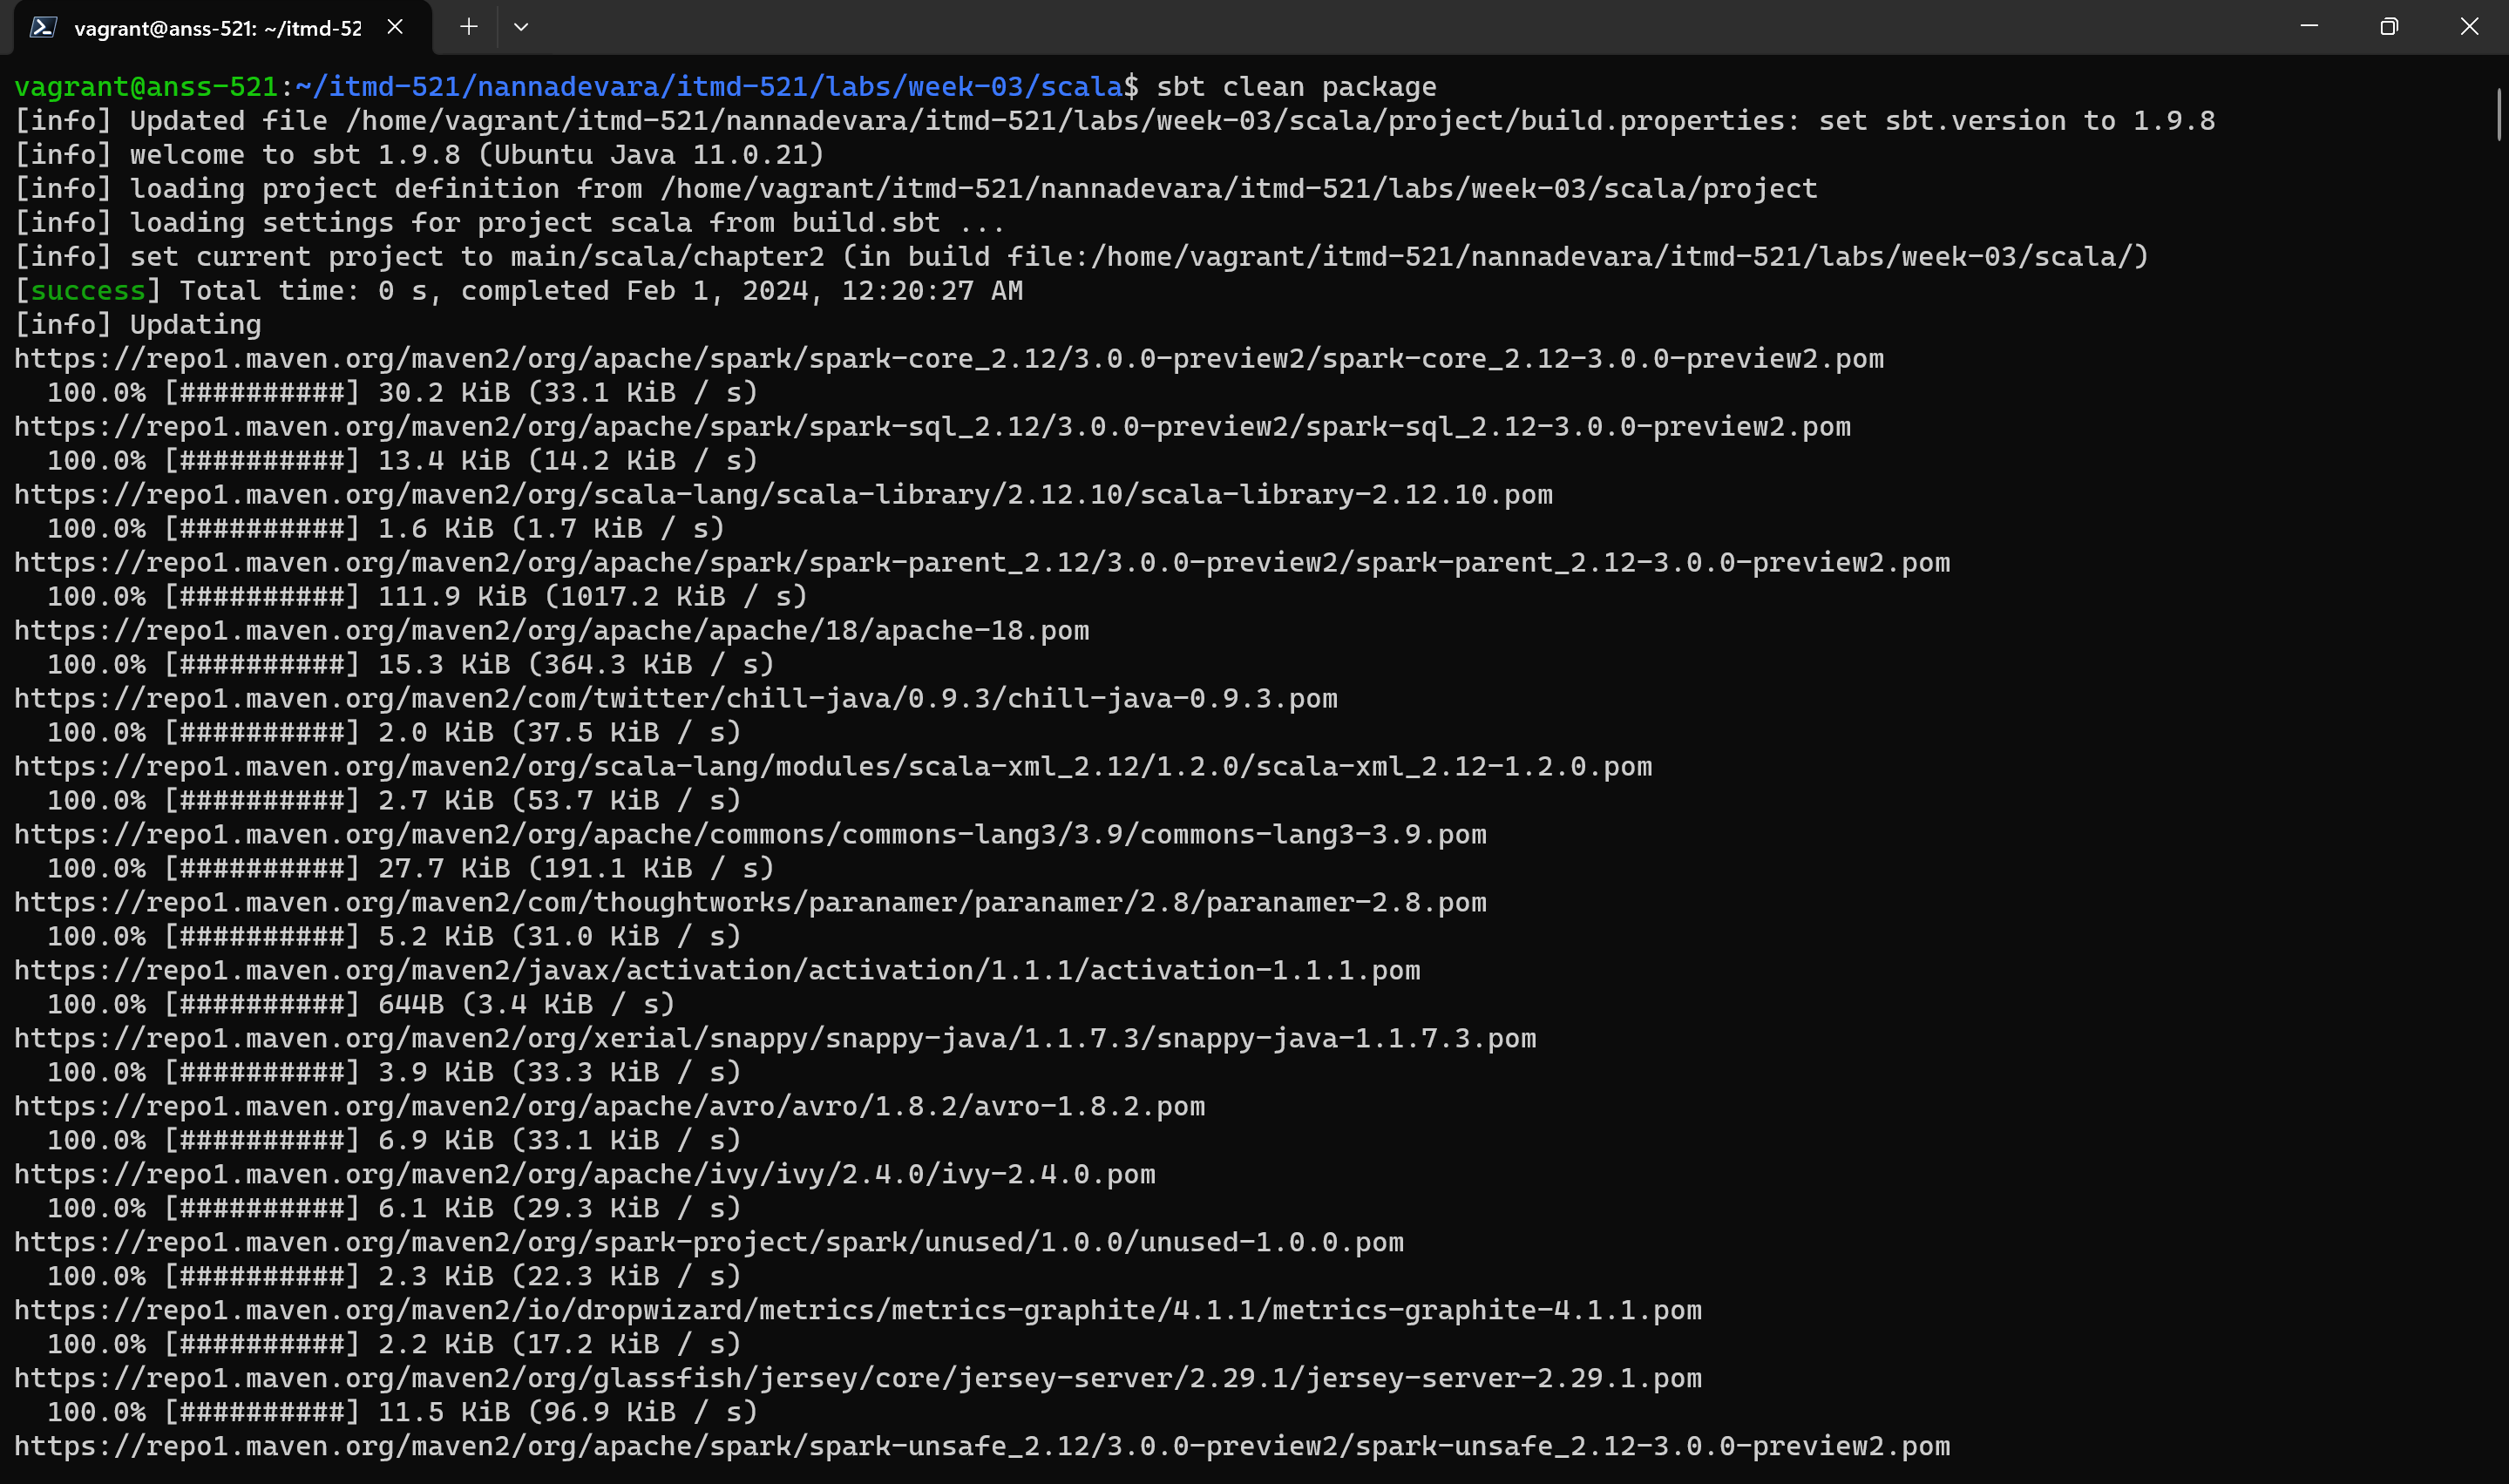 vagrant@anss-521: ~/itmd-52
vagrant@anss-521:~/itmd-521/nannadevara/itmd-521/labs/week-03/scala$ sbt clean package
[info] Updated file /home/vagrant/itmd-521/nannadevara/itmd-521/labs/week-03/scala/project/build.properties: set sbt.version to 1.9.8
[info] welcome to sbt 1.9.8 (Ubuntu Java 11.0.21)
[info] loading project definition from /home/vagrant/itmd-521/nannadevara/itmd-521/labs/week-03/scala/project
[info] loading settings for project scala from build.sbt ...
[info] set current project to main/scala/chapter2 (in build file:/home/vagrant/itmd-521/nannadevara/itmd-521/labs/week-03/scala/)
[success] Total time: 0 s, completed Feb 1, 2024, 12:20:27 AM
[info] Updating
https://repo1.maven.org/maven2/org/apache/spark/spark-core_2.12/3.0.0-preview2/spark-core_2.12-3.0.0-preview2.pom
  100.0% [##########] 30.2 KiB (33.1 KiB / s)
https://repo1.maven.org/maven2/org/apache/spark/spark-sql_2.12/3.0.0-preview2/spark-sql_2.12-3.0.0-preview2.pom
  100.0% [##########] 13.4 KiB (14.2 KiB / s)
https://repo1.maven.org/maven2/org/scala-lang/scala-library/2.12.10/scala-library-2.12.10.pom
  100.0% [##########] 1.6 KiB (1.7 KiB / s)
https://repo1.maven.org/maven2/org/apache/spark/spark-parent_2.12/3.0.0-preview2/spark-parent_2.12-3.0.0-preview2.pom
  100.0% [##########] 111.9 KiB (1017.2 KiB / s)
https://repo1.maven.org/maven2/org/apache/apache/18/apache-18.pom
  100.0% [##########] 15.3 KiB (364.3 KiB / s)
https://repo1.maven.org/maven2/com/twitter/chill-java/0.9.3/chill-java-0.9.3.pom
  100.0% [##########] 2.0 KiB (37.5 KiB / s)
https://repo1.maven.org/maven2/org/scala-lang/modules/scala-xml_2.12/1.2.0/scala-xml_2.12-1.2.0.pom
  100.0% [##########] 2.7 KiB (53.7 KiB / s)
https://repo1.maven.org/maven2/org/apache/commons/commons-lang3/3.9/commons-lang3-3.9.pom
  100.0% [##########] 27.7 KiB (191.1 KiB / s)
https://repo1.maven.org/maven2/com/thoughtworks/paranamer/paranamer/2.8/paranamer-2.8.pom
  100.0% [##########] 5.2 KiB (31.0 KiB / s)
https://repo1.maven.org/maven2/javax/activation/activation/1.1.1/activation-1.1.1.pom
  100.0% [##########] 644B (3.4 KiB / s)
https://repo1.maven.org/maven2/org/xerial/snappy/snappy-java/1.1.7.3/snappy-java-1.1.7.3.pom
  100.0% [##########] 3.9 KiB (33.3 KiB / s)
https://repo1.maven.org/maven2/org/apache/avro/avro/1.8.2/avro-1.8.2.pom
  100.0% [##########] 6.9 KiB (33.1 KiB / s)
https://repo1.maven.org/maven2/org/apache/ivy/ivy/2.4.0/ivy-2.4.0.pom
  100.0% [##########] 6.1 KiB (29.3 KiB / s)
https://repo1.maven.org/maven2/org/spark-project/spark/unused/1.0.0/unused-1.0.0.pom
  100.0% [##########] 2.3 KiB (22.3 KiB / s)
https://repo1.maven.org/maven2/io/dropwizard/metrics/metrics-graphite/4.1.1/metrics-graphite-4.1.1.pom
  100.0% [##########] 2.2 KiB (17.2 KiB / s)
https://repo1.maven.org/maven2/org/glassfish/jersey/core/jersey-server/2.29.1/jersey-server-2.29.1.pom
  100.0% [##########] 11.5 KiB (96.9 KiB / s)
https://repo1.maven.org/maven2/org/apache/spark/spark-unsafe_2.12/3.0.0-preview2/spark-unsafe_2.12-3.0.0-preview2.pom